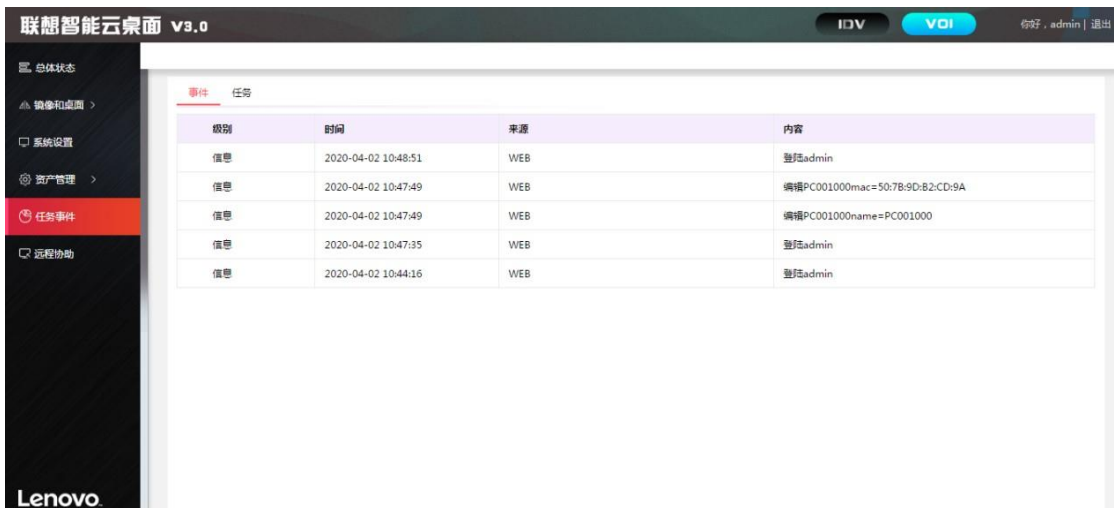 联想智能云桌面 V3.0
IDV
VOI
你好，admin | 退出
总体状态
镜像和桌面 >
系统设置
资产管理 >
任务事件
远程协助
事件 任务
级别 时间 来源 内容
信息 2020-04-02 10:48:51 WEB 登陆admin
信息 2020-04-02 10:47:49 WEB 编辑PC001000mac=50:7B:9D:B2:CD:9A
信息 2020-04-02 10:47:49 WEB 编辑PC001000name=PC001000
信息 2020-04-02 10:47:35 WEB 登陆admin
信息 2020-04-02 10:44:16 WEB 登陆admin
Lenovo